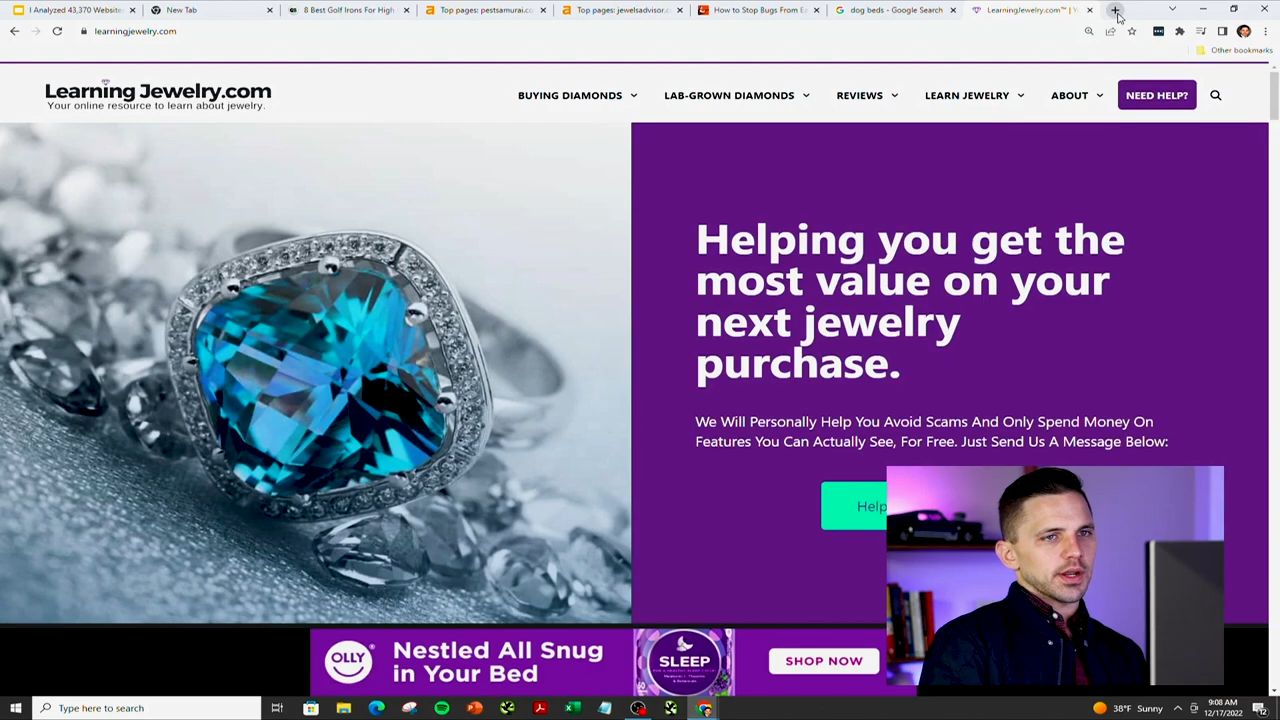 I Analyzed 43,370 Website
New Tab
8 Best Golf Irons For High
Top pages: pestsamurai.co
Top pages: jewelsadvisor.c
How to Stop Bugs From E
dog beds - Google Search
LearningJewelry.com™ | Y
learningjewelry.com
Other bookmarks
Learning Jewelry.com
Your online resource to learn about jewelry.
BUYING DIAMONDS
LAB-GROWN DIAMONDS
REVIEWS
LEARN JEWELRY
ABOUT
NEED HELP?
Helping you get the
most value on your
next jewelry
purchase.
We Will Personally Help You Avoid Scams And Only Spend Money On
Features You Can Actually See, For Free. Just Send Us A Message Below:
Help
OLLY
Nestled All Snug
in Your Bed
SLEEP
SHOP NOW
Type here to search
38°F Sunny
9:08 AM
12/17/2022
12